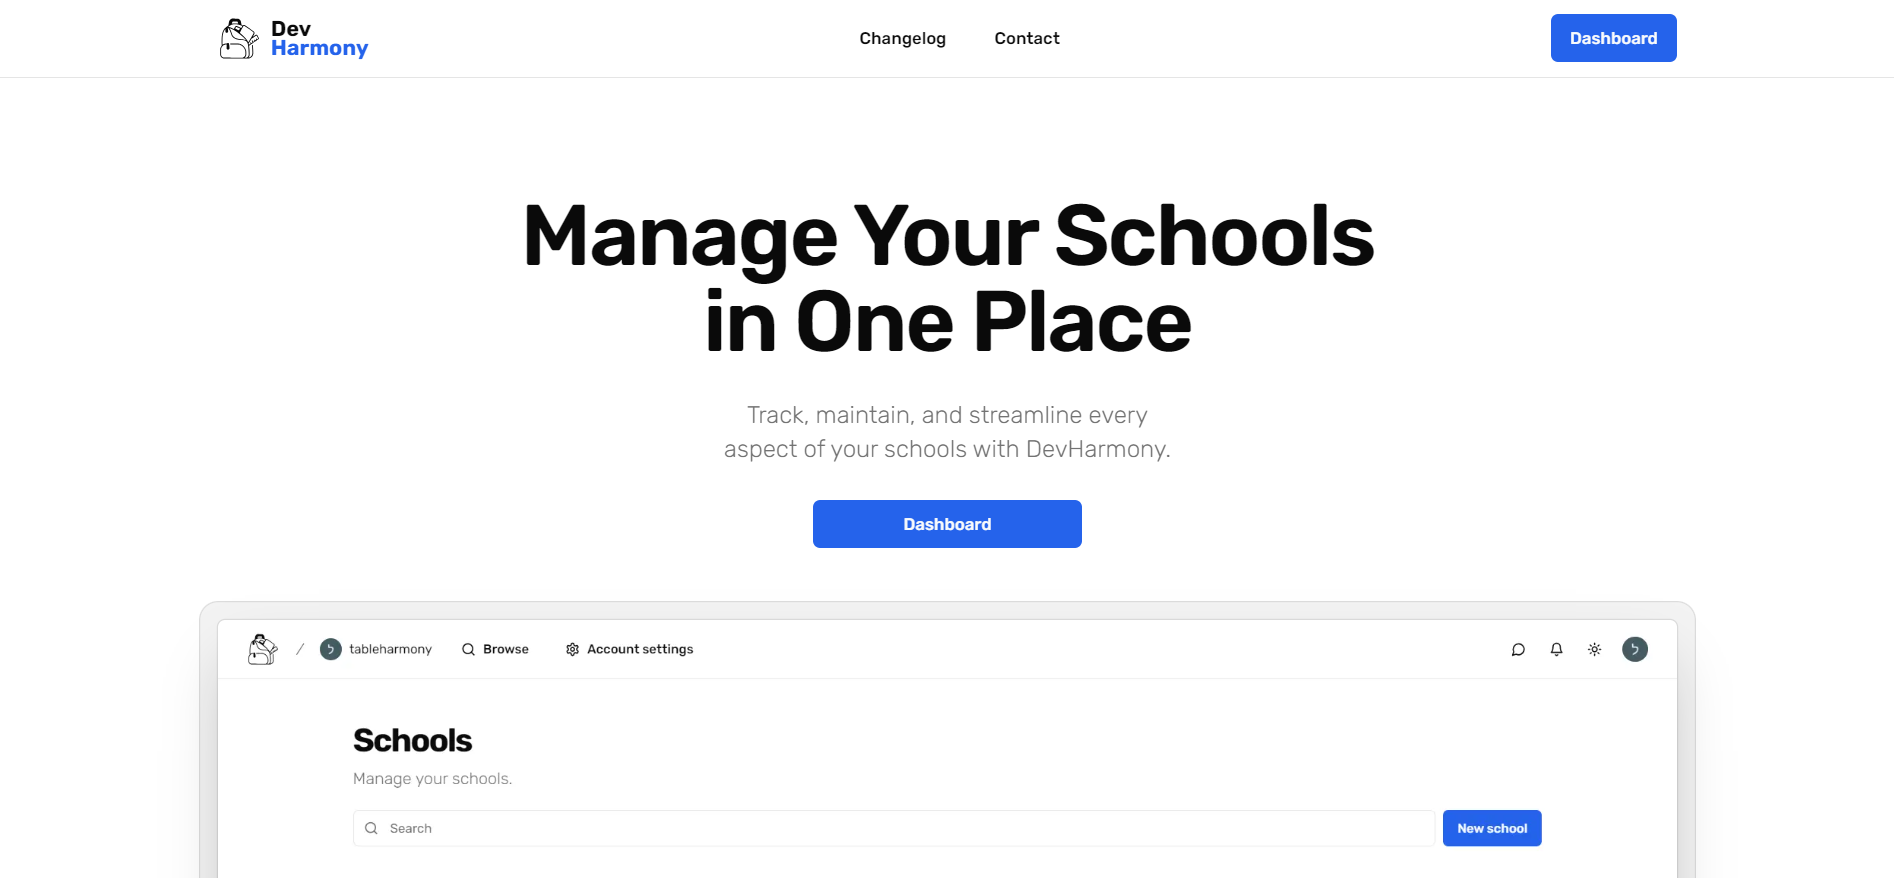 Dev
Harmony
Changelog
Contact
Dashboard
Manage Your Schools
in One Place
Track, maintain, and streamline every
aspect of your schools with DevHarmony.
Dashboard
/
לֹ tableharmony
Browse
Account settings
לֹ
Schools
Manage your schools.
Search
New school